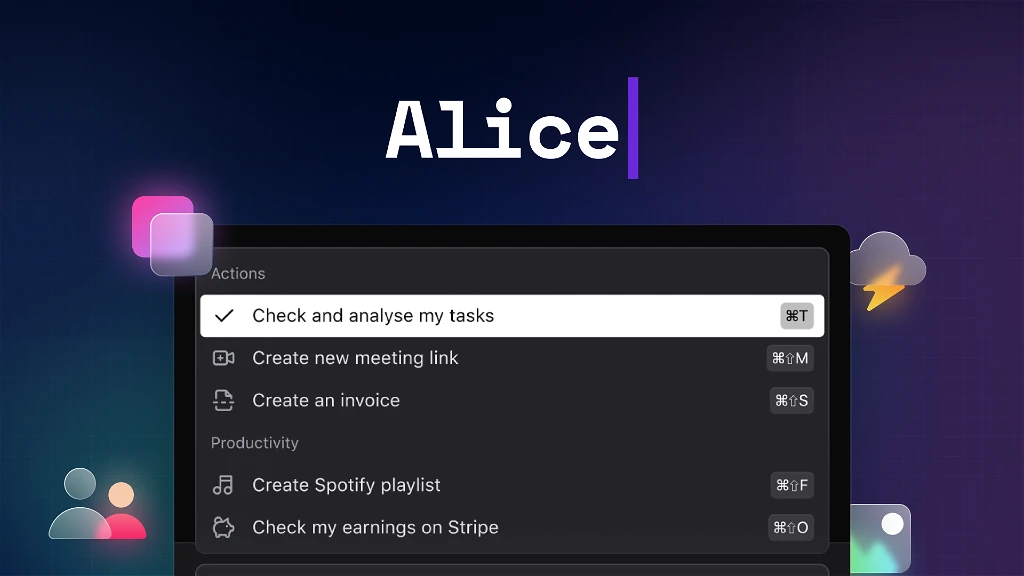 Alice
Actions
Check and analyse my tasks ⌘T
Create new meeting link ⌘⇧M
Create an invoice ⌘⇧S
Productivity
Create Spotify playlist ⌘⇧F
Check my earnings on Stripe ⌘⇧O